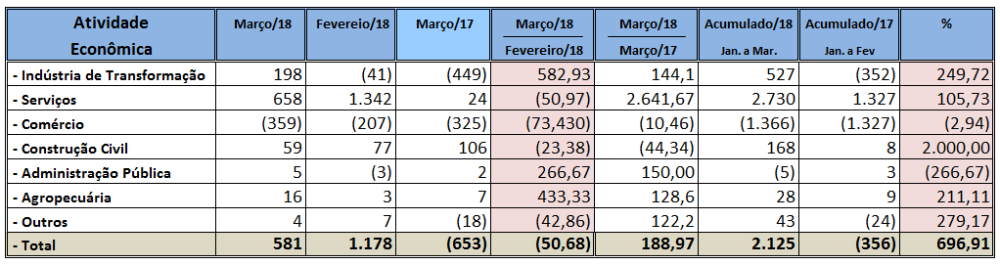 Atividade Econômica Março/18 Fevereiro/18 Março/17 Março/18 Fevereiro/18 Março/18 Março/17 Acumulado/18 Jan. a Mar. Acumulado/17 Jan. a Fev %
- Indústria de Transformação 198 (41) (449) 582,93 144,1 527 (352) 249,72
- Serviços 658 1.342 24 (50,97) 2.641,67 2.730 1.327 105,73
- Comércio (359) (207) (325) (73,430) (10,46) (1.366) (1.327) (2,94)
- Construção Civil 59 77 106 (23,38) (44,34) 168 8 2.000,00
- Administração Pública 5 (3) 2 266,67 150,00 (5) 3 (266,67)
- Agropecuária 16 3 7 433,33 128,6 28 9 211,11
- Outros 4 7 (18) (42,86) 122,2 43 (24) 279,17
- Total 581 1.178 (653) (50,68) 188,97 2.125 (356) 696,91